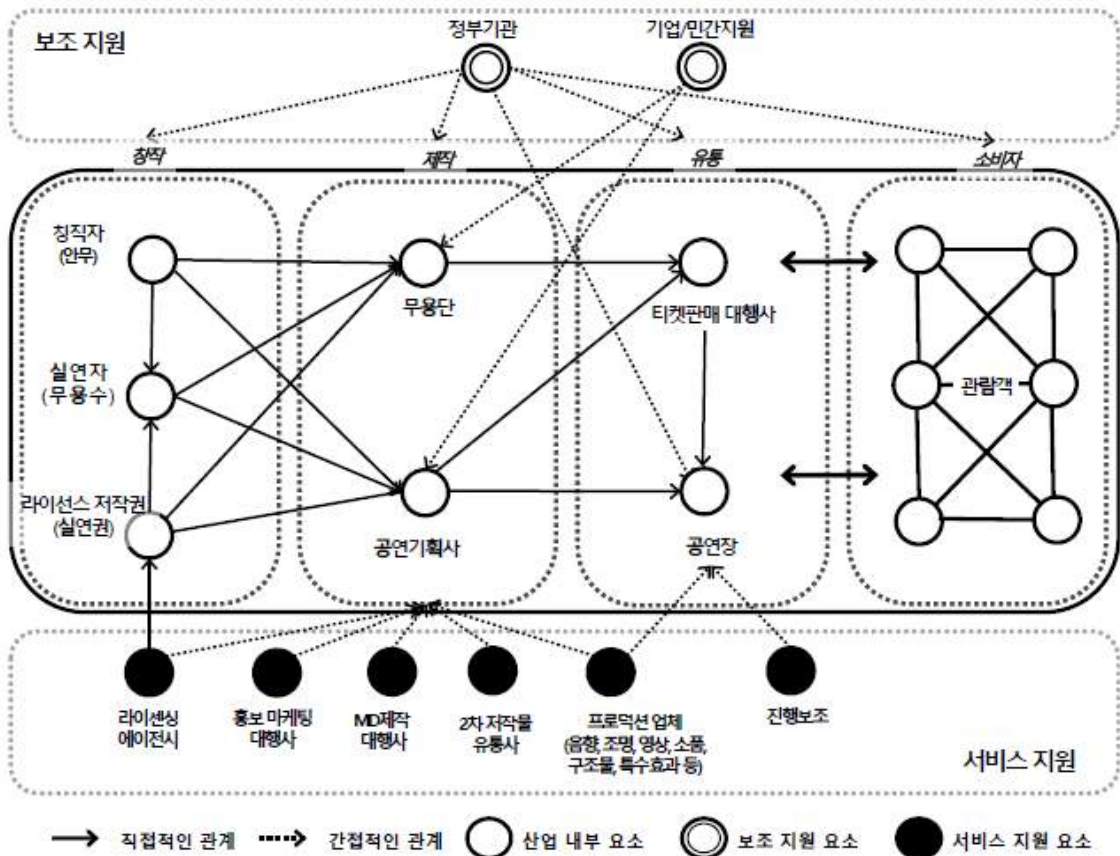 정부기관 기업/민간지원
보조 지원
창작 제작 유통 소비자
칭직자
(안무)
무용단
티켓판매 대행사
실연자
(무용수)
관람객
라이선스 저작권
(실연권)
공연기획사
공연장
라이센싱
에이전시
홍보 마케팅
대행사
MD제작
대행사
2차 저작물
유통사
프로덕션 업체
(음향, 조명, 영상, 소품,
구조물, 특수효과 등)
진행보조
서비스 지원
직접적인 관계 간접적인 관계 산업 내부 요소 보조 지원 요소 서비스 지원 요소